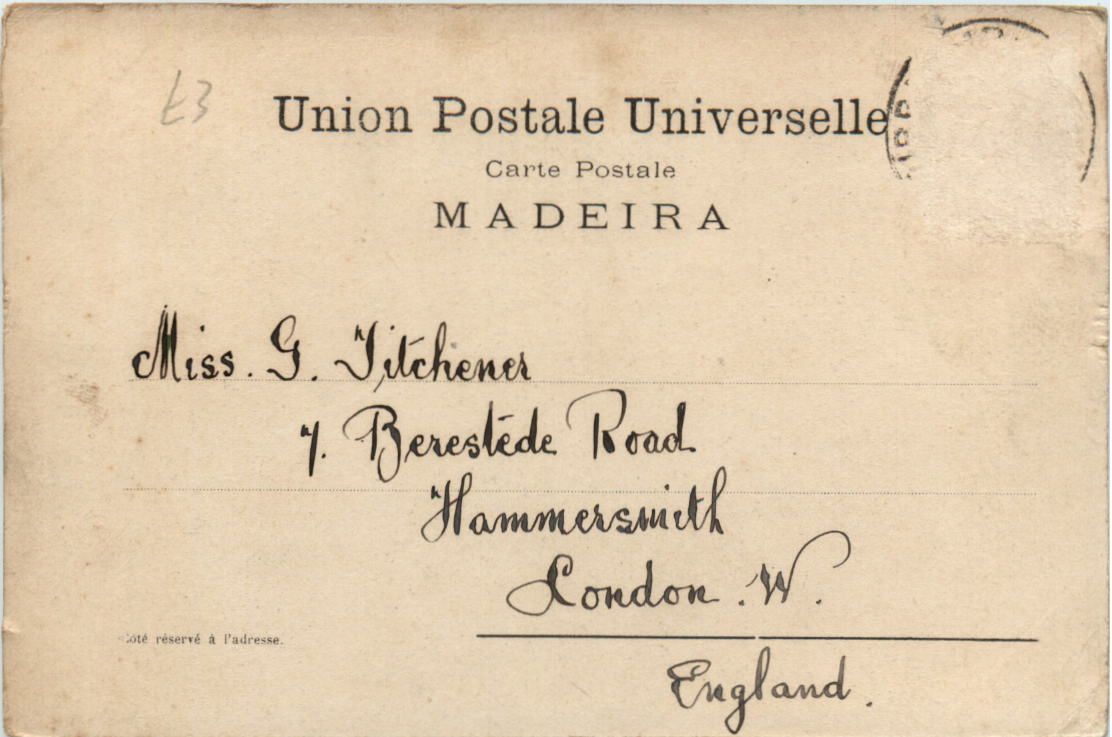 £3
Union Postale Universelle
Carte Postale
MADEIRA
Miss. G. Titchener
7. Berestede Road
Hammersmith
London. W.
Côté réservé à l'adresse.
England.